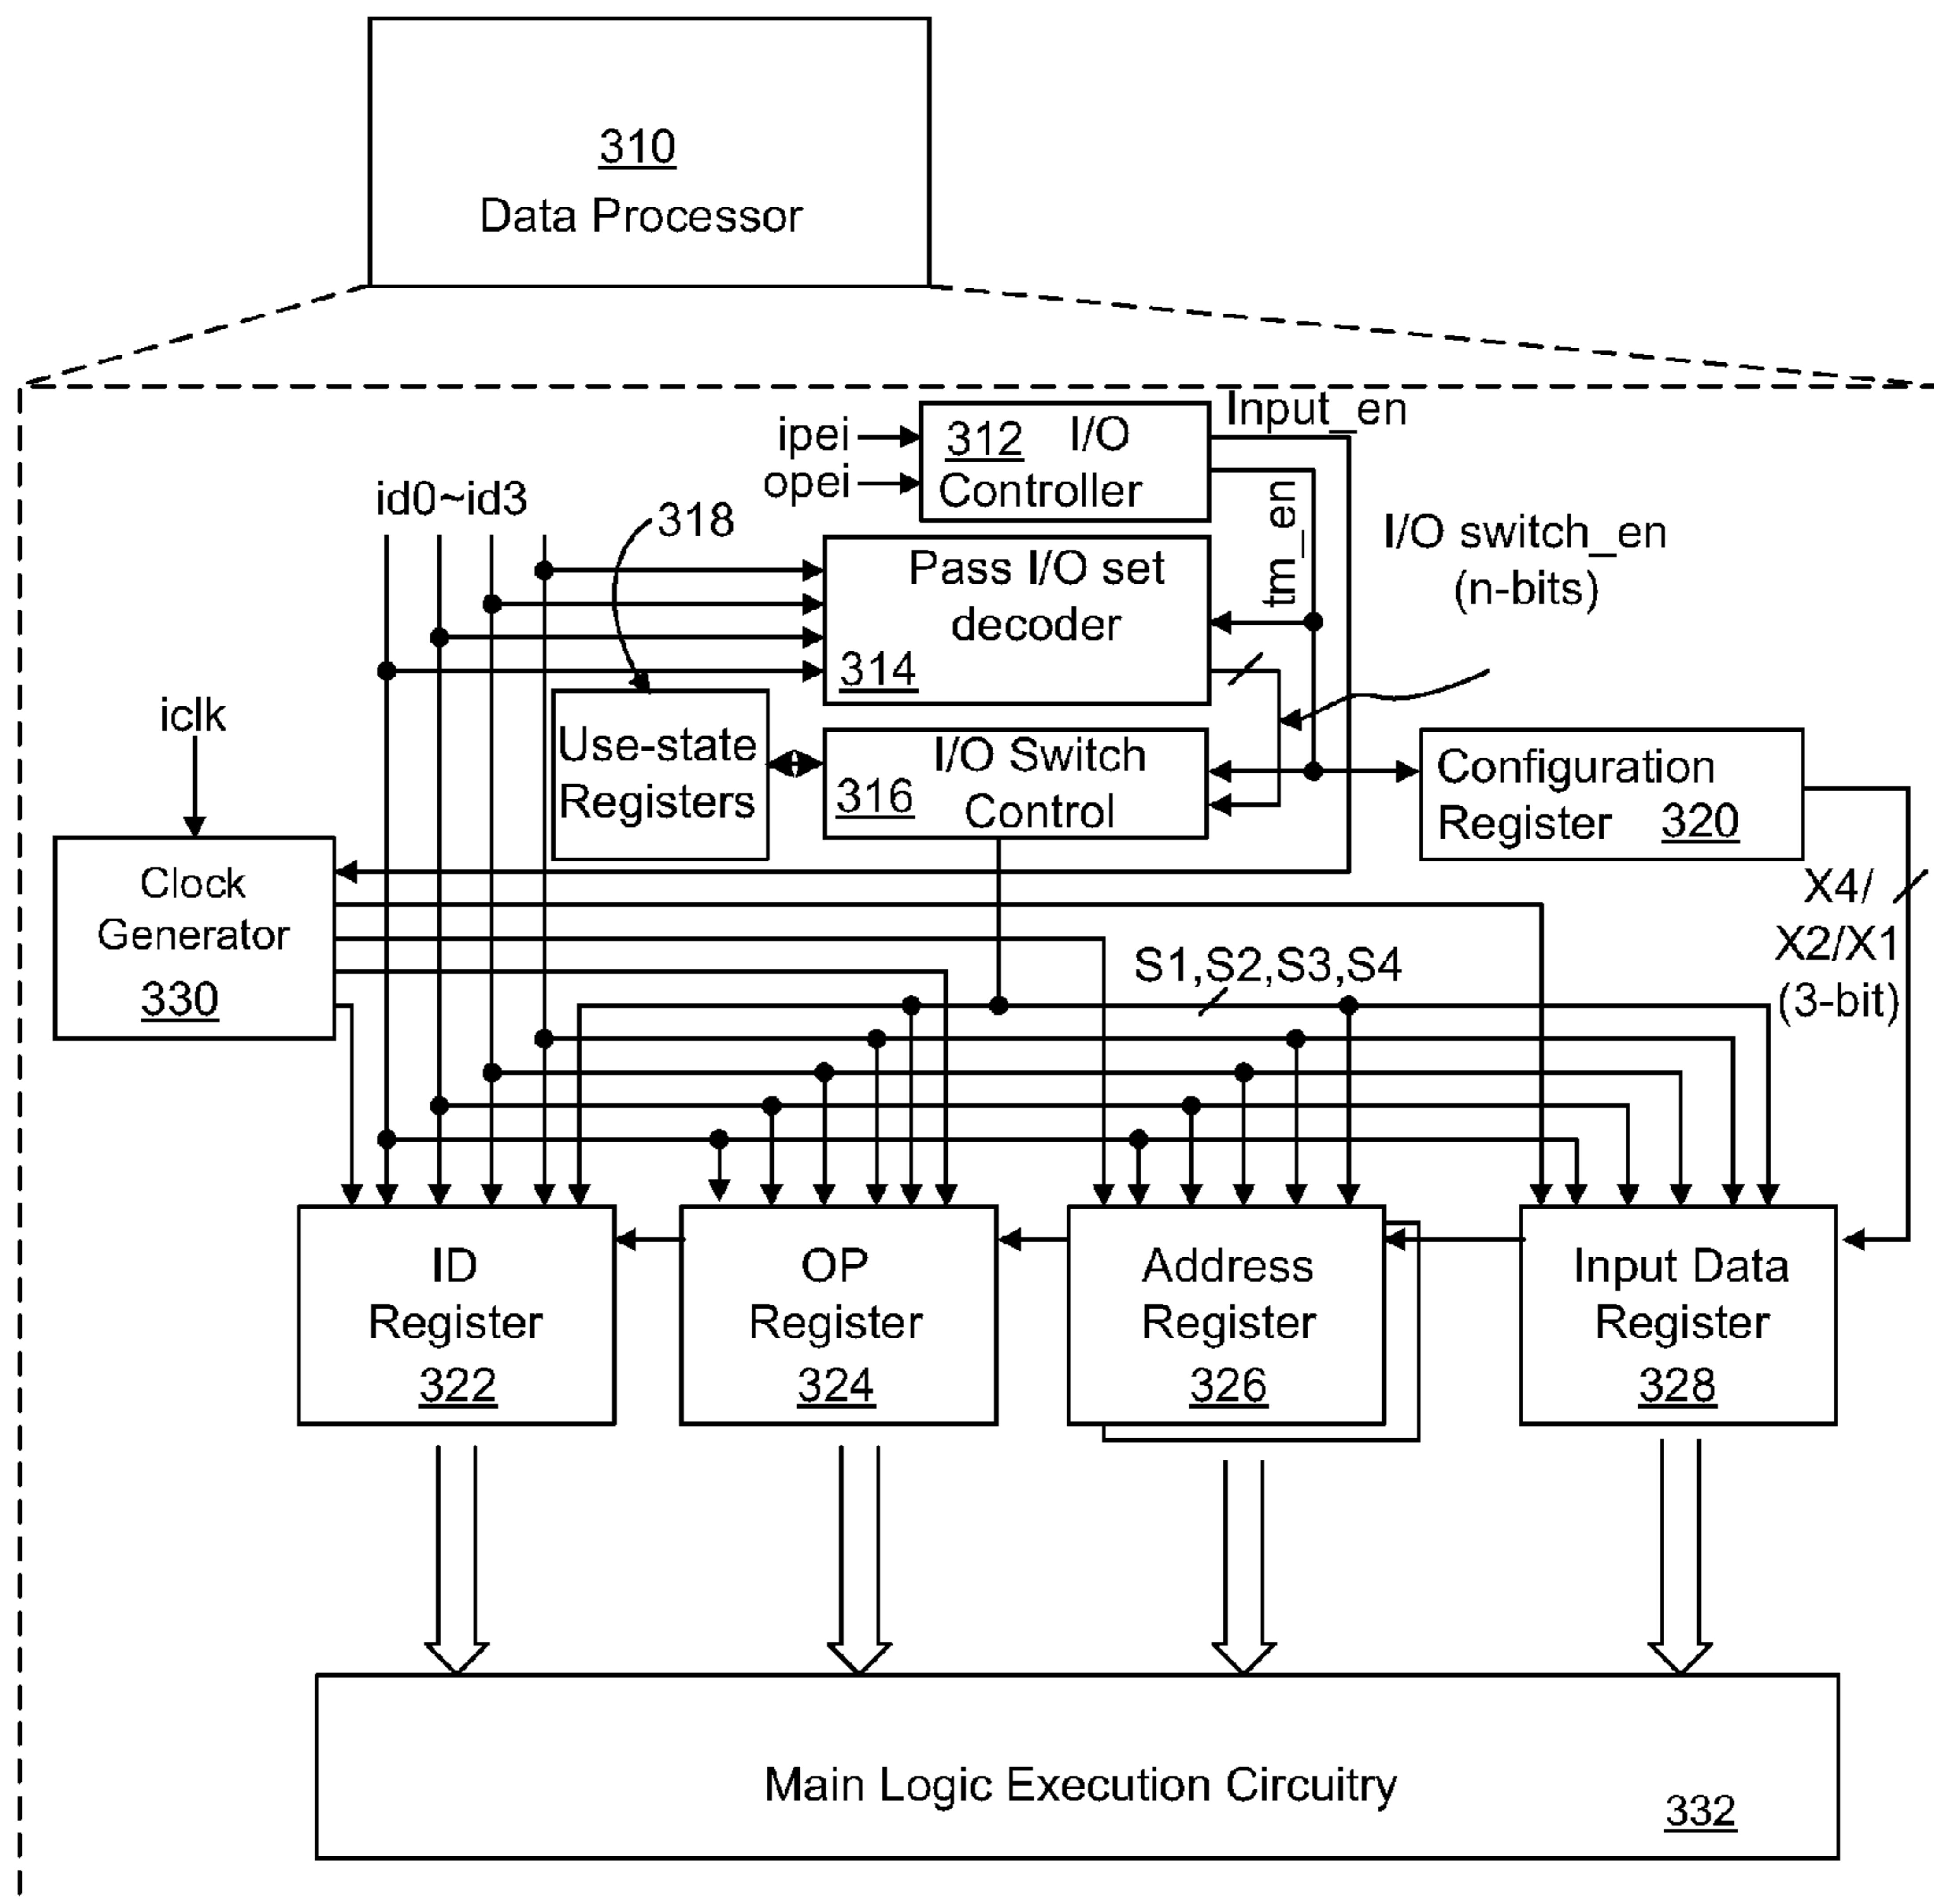 310
Data Processor
Input_en
ipei
312 I/O
opei
Controller
id0~id3
tm_en
318
I/O switch_en
(n-bits)
Pass I/O set
decoder
314
iclk
Use-state
Registers
I/O Switch
316 Control
Configuration
Register 320
Clock
Generator
330
X4/
X2/X1
(3-bit)
S1,S2,S3,S4
ID
Register
322
OP
Register
324
Address
Register
326
Input Data
Register
328
Main Logic Execution Circuitry
332